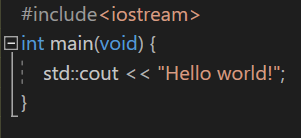 #include<iostream>
int main(void) {
    std::cout << "Hello world!";
}